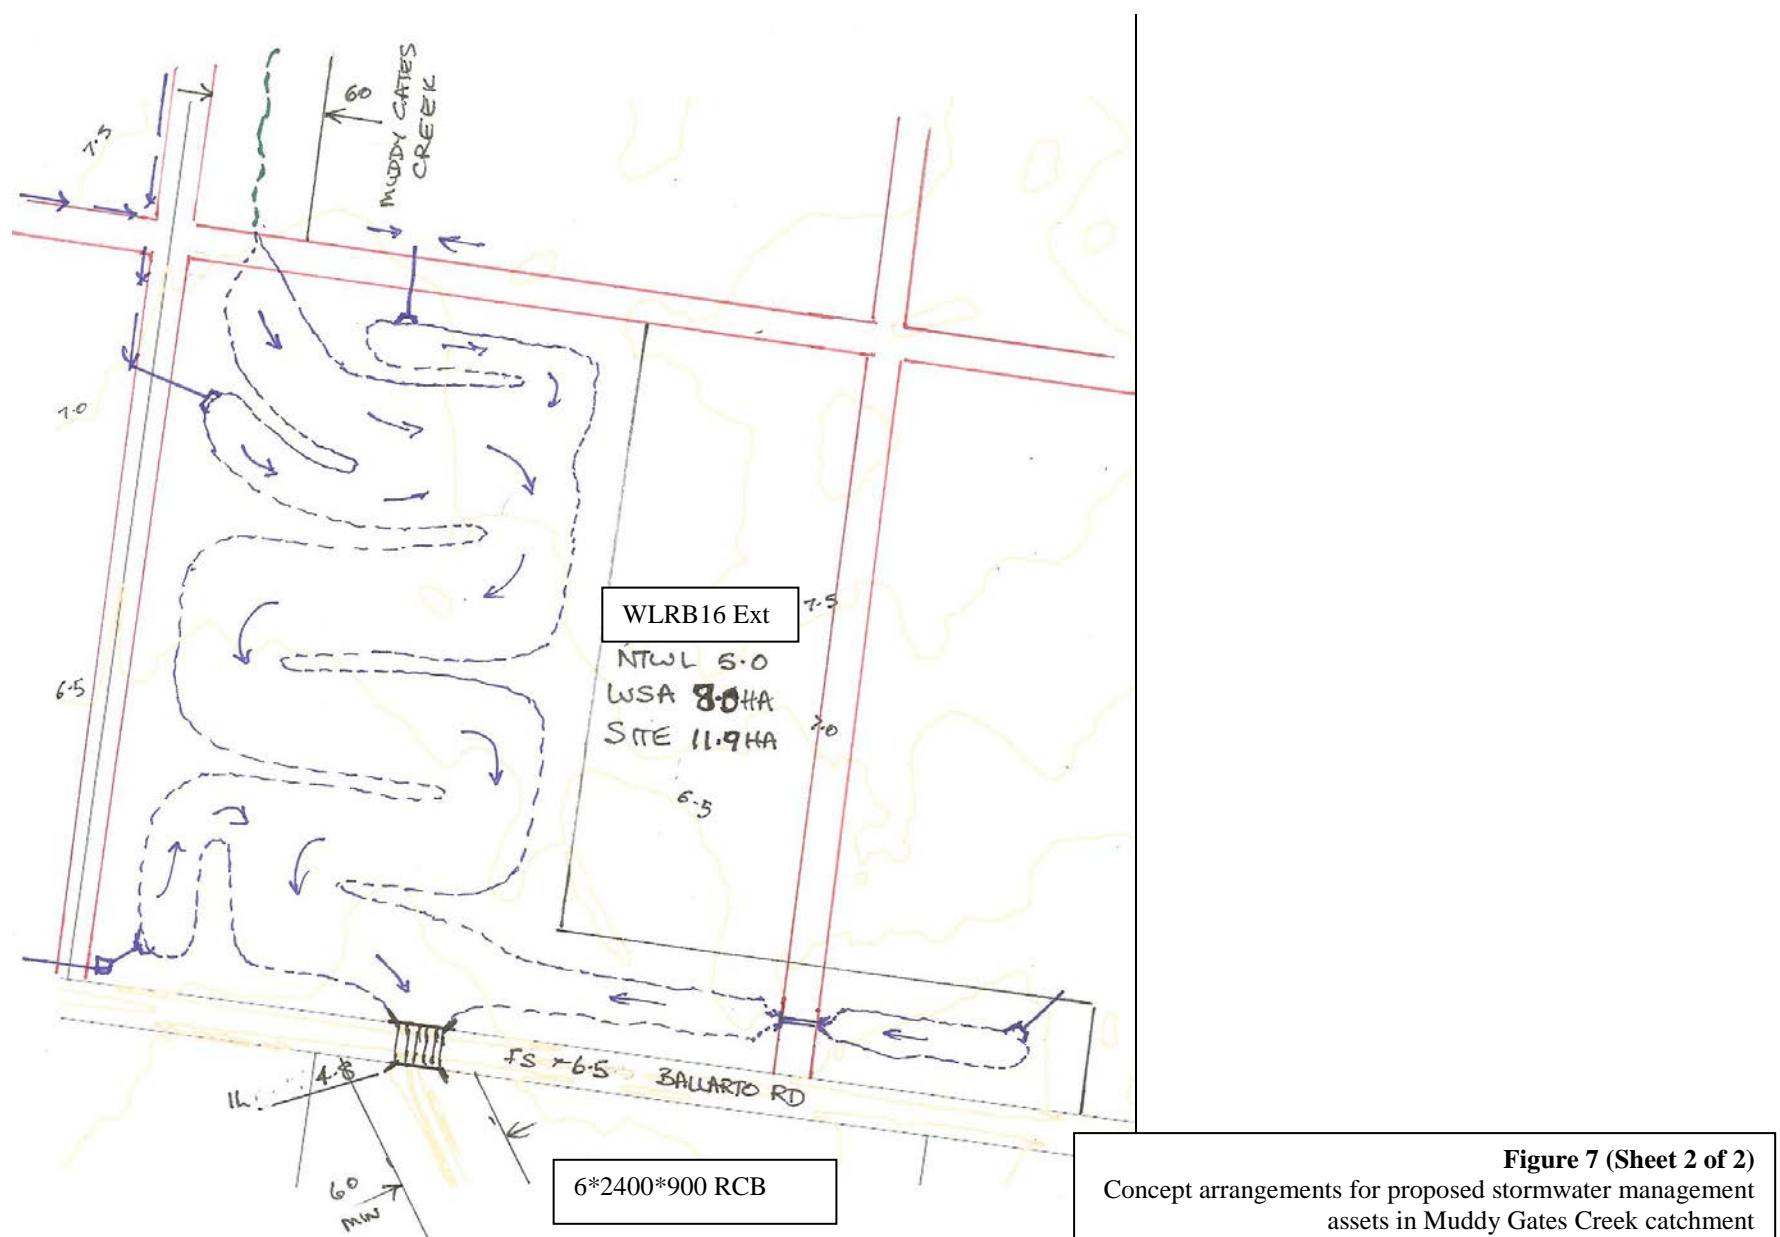 MUDDY GATES
CREEK
60
7.5
7.0
6.5
WLRB16 Ext
NTWL 5.0
WSA 8.0HA
SITE 11.9HA
7.5
7.0
6.5
FS 7 6.5 BALLARTO RD
4.8
60
MIN
6*2400*900 RCB
Figure 7 (Sheet 2 of 2)
Concept arrangements for proposed stormwater management
assets in Muddy Gates Creek catchment